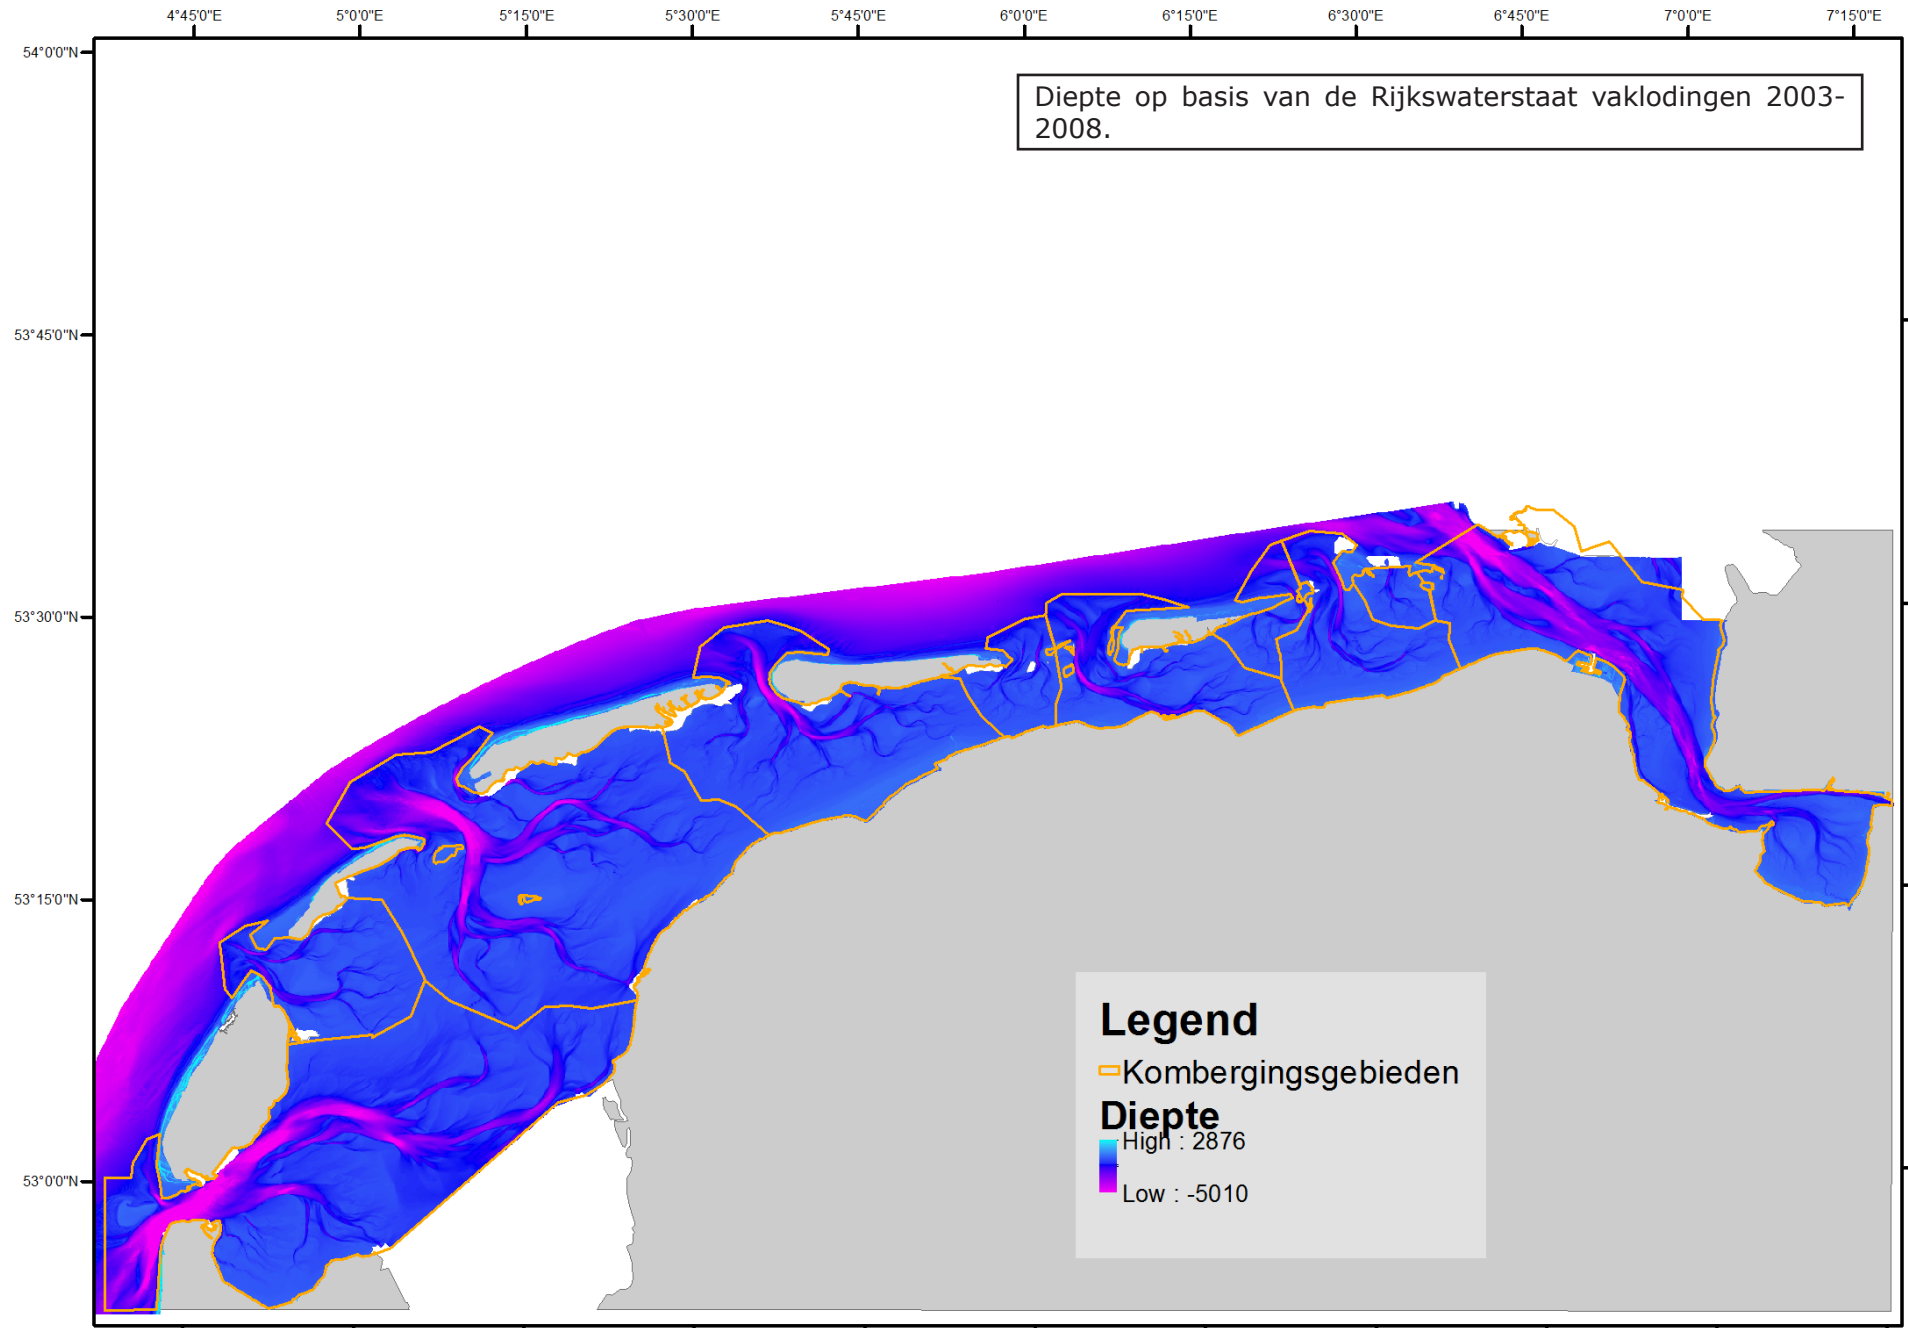 4°45'0"E 5°0'0"E 5°15'0"E 5°30'0"E 5°45'0"E 6°0'0"E 6°15'0"E 6°30'0"E 6°45'0"E 7°0'0"E 7°15'0"E
54°0'0"N
Diepte op basis van de Rijkswaterstaat vaklodingen 2003-
2008.
53°45'0"N
53°30'0"N
53°15'0"N
53°0'0"N
Legend
Kombergingsgebieden
Diepte
High : 2876
Low : -5010